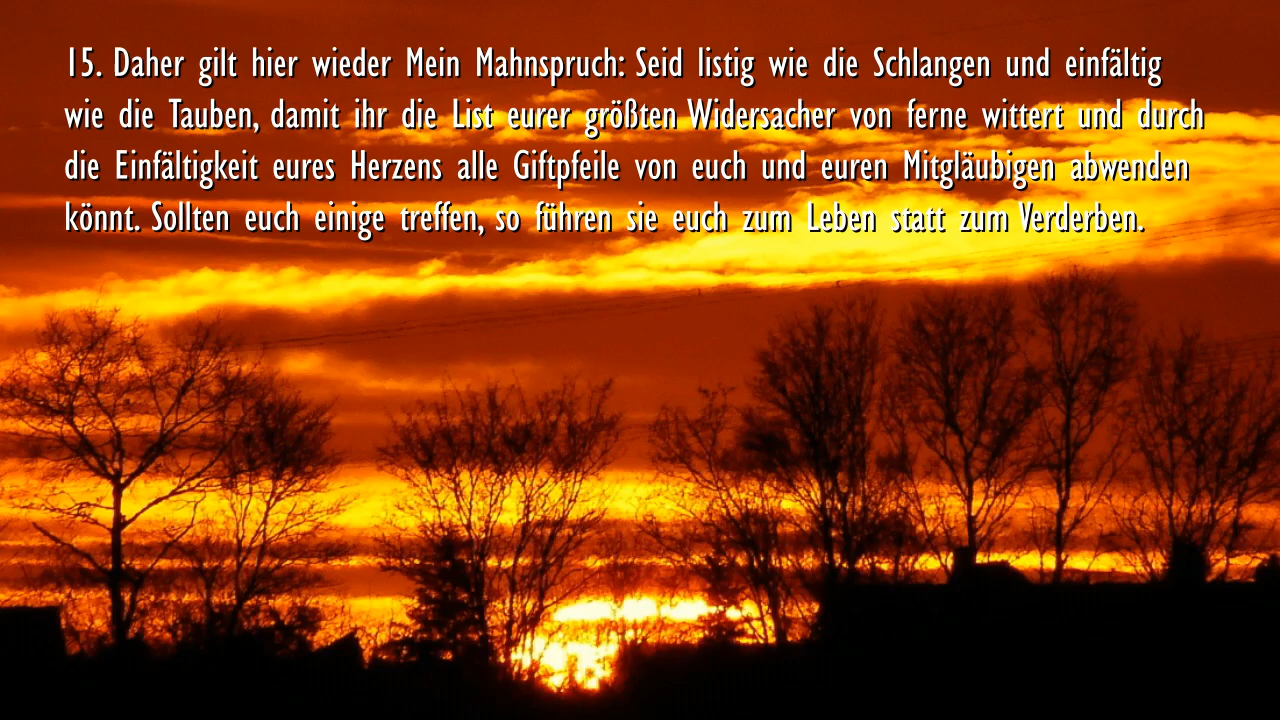 15. Daher gilt hier wieder Mein Mahnspruch: Seid listig wie die Schlangen und einfältig
wie die Tauben, damit ihr die List eurer größten Widersacher von ferne wittert und durch
die Einfältigkeit eures Herzens alle Giftpfeile von euch und euren Mitgläubigen abwenden
könnt. Sollten euch einige treffen, so führen sie euch zum Leben statt zum Verderben.